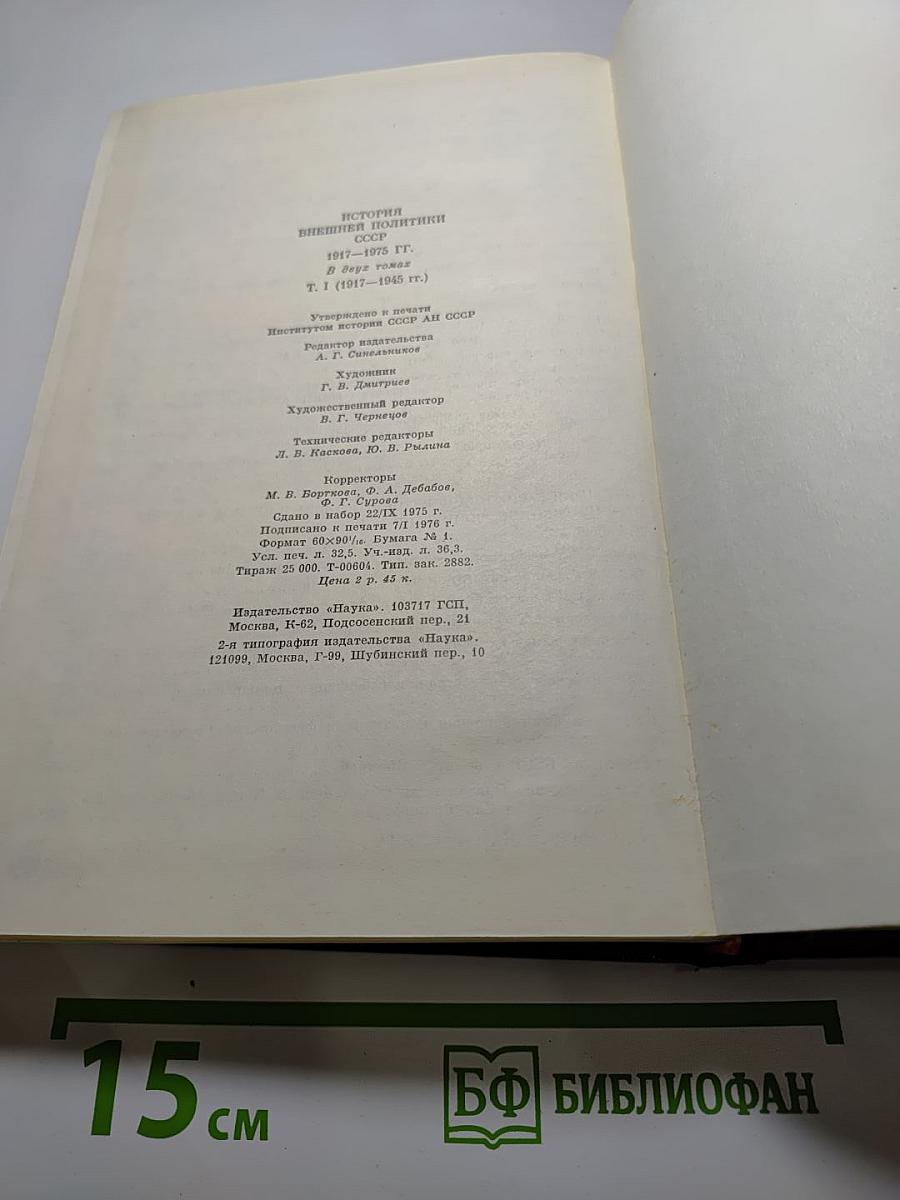 ИСТОРИЯ
ВНЕШНЕЙ ПОЛИТИКИ
СССР
1917—1975 ГГ.
В двух томах
Т. I (1917—1945 гг.)
Утверждено к печати
Институтом истории СССР АН СССР
Редактор издательства
А. Г. Синельников
Художник
Г. В. Дмитриев
Художественный редактор
В. Г. Чернецов
Технические редакторы
Л. В. Каскова, Ю. В. Рылина
Корректоры
М. В. Борткова, Ф. А. Дебабов,
Ф. Г. Сурова
Сдано в набор 22/IX 1975 г.
Подписано к печати 7/I 1976 г.
Формат 60×90¹/₁₆. Бумага № 1.
Усл. печ. л. 32,5. Уч.-изд. л. 36,3.
Тираж 25 000. Т-00604. Тип. зак. 2882.
Цена 2 р. 45 к.
Издательство «Наука». 103717 ГСП,
Москва, К-62, Подсосенский пер., 21
2-я типография издательства «Наука».
121099, Москва, Г-99, Шубинский пер., 10
15 см
БФ БИБЛИОФАН